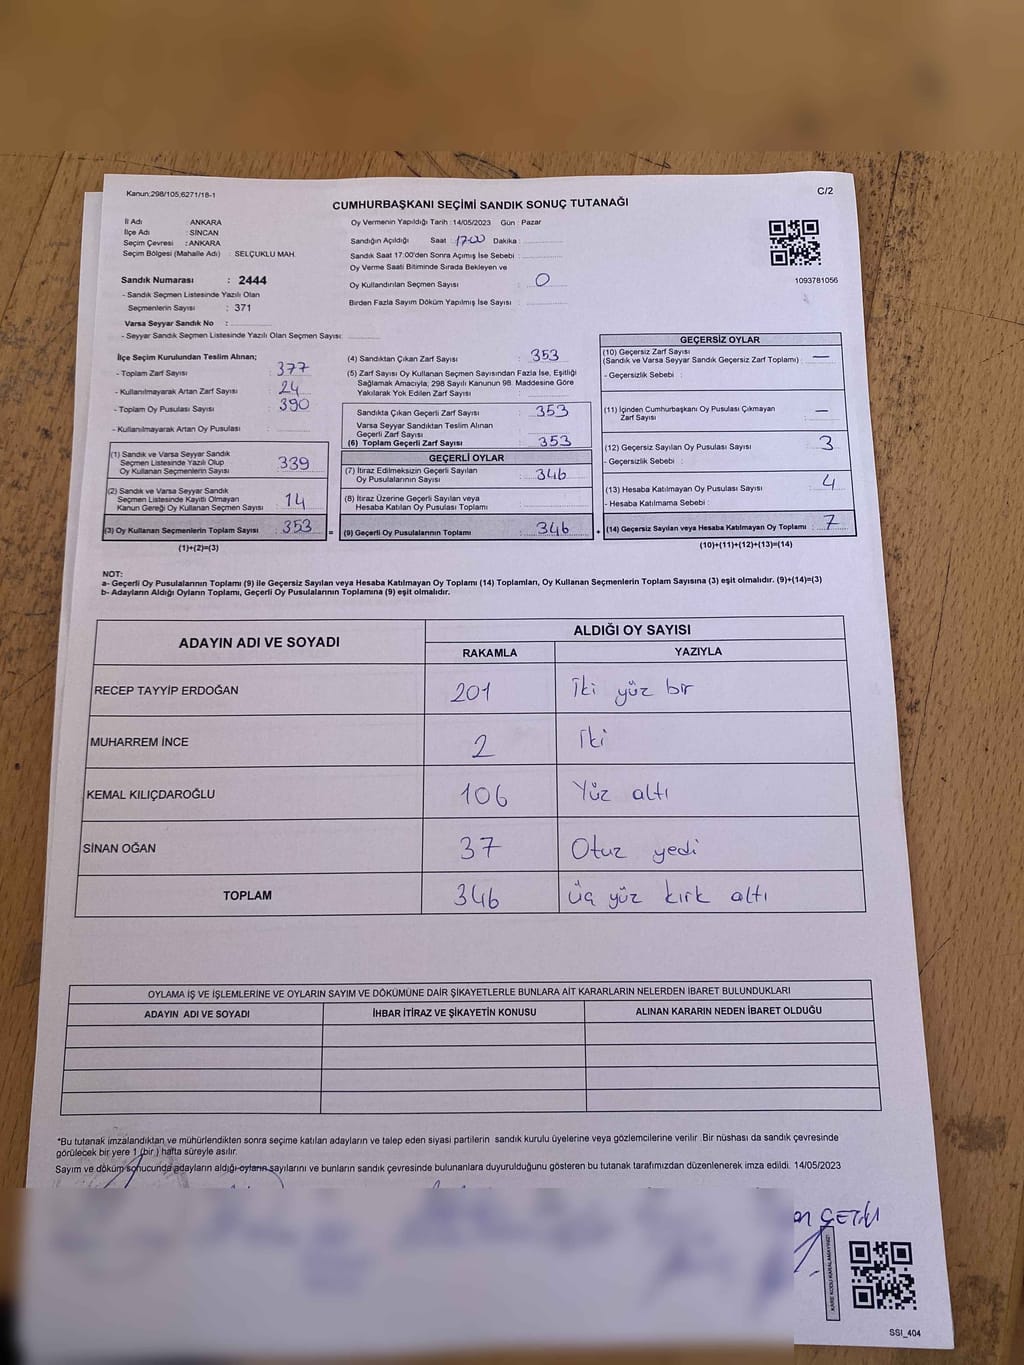 Kanun:298/105,6271/18-1
C/2
CUMHURBAŞKANI SEÇİMİ SANDIK SONUÇ TUTANAĞI
İl Adı ANKARA
İlçe Adı : SİNCAN
Seçim Çevresi : ANKARA
Seçim Bölgesi (Mahalle Adı) : SELÇUKLU MAH.
Sandık Numarası : 2444
- Sandık Seçmen Listesinde Yazılı Olan
Seçmenlerin Sayısı : 371
Varsa Seyyar Sandık No :
- Seyyar Sandık Seçmen Listesinde Yazılı Olan Seçmen Sayısı:
Oy Vermenin Yapıldığı Tarih : 14/05/2023 Gün : Pazar
Sandığın Açıldığı Saat : 1700 Dakika :
Sandık Saat 17:00'den Sonra Açımış İse Sebebi :
Oy Verme Saati Bitiminde Sırada Bekleyen ve
Oy Kullandırılan Seçmen Sayısı : 0
Birden Fazla Sayım Döküm Yapılmış İse Sayısı :
1093781056
İlçe Seçim Kurulundan Teslim Alınan;
- Toplam Zarf Sayısı : 377
- Kullanılmayarak Artan Zarf Sayısı : 24
- Toplam Oy Pusulası Sayısı : 390
- Kullanılmayarak Artan Oy Pusulası :
(1) Sandık ve Varsa Seyyar Sandık
Seçmen Listesinde Yazılı Olup
Oy Kullanan Seçmenlerin Sayısı : 339
(2) Sandık ve Varsa Seyyar Sandık
Seçmen Listesinde Kayıtlı Olmayan
Kanun Gereği Oy Kullanan Seçmen Sayısı : 14
(3) Oy Kullanan Seçmenlerin Toplam Sayısı : 353
(1)+(2)=(3)
(4) Sandıktan Çıkan Zarf Sayısı : 353
(5) Zarf Sayısı Oy Kullanan Seçmen Sayısından Fazla İse, Eşitliği
Sağlamak Amacıyla; 298 Sayılı Kanunun 98. Maddesine Göre
Yakılarak Yok Edilen Zarf Sayısı :
Sandıkta Çıkan Geçerli Zarf Sayısı : 353
Varsa Seyyar Sandıktan Teslim Alınan
Geçerli Zarf Sayısı :
(6) Toplam Geçerli Zarf Sayısı : 353
GEÇERLİ OYLAR
(7) İtiraz Edilmeksizin Geçerli Sayılan
Oy Pusulasının Sayısı : 346
(8) İtiraz Üzerine Geçerli Sayılan veya
Hesaba Katılan Oy Pusulası Toplamı :
= (9) Geçerli Oy Pusulalarının Toplamı : 346 +
GEÇERSİZ OYLAR
(10) Geçersiz Zarf Sayısı
(Sandık ve Varsa Seyyar Sandık Geçersiz Zarf Toplamı) : —
- Geçersizlik Sebebi :
(11) İçinden Cumhurbaşkanı Oy Pusulası Çıkmayan
Zarf Sayısı : —
(12) Geçersiz Sayılan Oy Pusulası Sayısı : 3
- Geçersizlik Sebebi :
(13) Hesaba Katılmayan Oy Pusulası Sayısı : 4
- Hesaba Katılmama Sebebi :
(14) Geçersiz Sayılan veya Hesaba Katılmayan Oy Toplamı : 7
(10)+(11)+(12)+(13)=(14)
NOT:
a- Geçerli Oy Pusulalarının Toplamı (9) ile Geçersiz Sayılan veya Hesaba Katılmayan Oy Toplamı (14) Toplamları, Oy Kullanan Seçmenlerin Toplam Sayısına (3) eşit olmalıdır. (9)+(14)=(3)
b- Adayların Aldığı Oyların Toplamı, Geçerli Oy Pusulalarının Toplamına (9) eşit olmalıdır.
ADAYIN ADI VE SOYADI
ALDIĞI OY SAYISI
RAKAMLA YAZIYLA
RECEP TAYYİP ERDOĞAN 201 İki yüz bir
MUHARREM İNCE 2 İki
KEMAL KILIÇDAROĞLU 106 Yüz altı
SİNAN OĞAN 37 Otuz yedi
TOPLAM 346 Üç yüz kırk altı
OYLAMA İŞ VE İŞLEMLERİNE VE OYLARIN SAYIM VE DÖKÜMÜNE DAİR ŞİKAYETLERLE BUNLARA AİT KARARLARIN NELERDEN İBARET BULUNDUKLARI
ADAYIN ADI VE SOYADI İHBAR İTİRAZ VE ŞİKAYETİN KONUSU ALINAN KARARIN NEDEN İBARET OLDUĞU
*Bu tutanak imzalandıktan ve mühürlendikten sonra seçime katılan adayların ve talep eden siyasi partilerin sandık kurulu üyelerine veya gözlemcilerine verilir .Bir nüshası da sandık çevresinde
görülecek bir yere 1 (bir ) hafta süreyle asılır.
Sayım ve döküm sonucunda adayların aldığı oyların sayılarını ve bunların sandık çevresinde bulunanlara duyurulduğunu gösteren bu tutanak tarafımızdan düzenlenerek imza edildi. 14/05/2023
KARE KODU KARALAMAYINIZ!
SSI_404